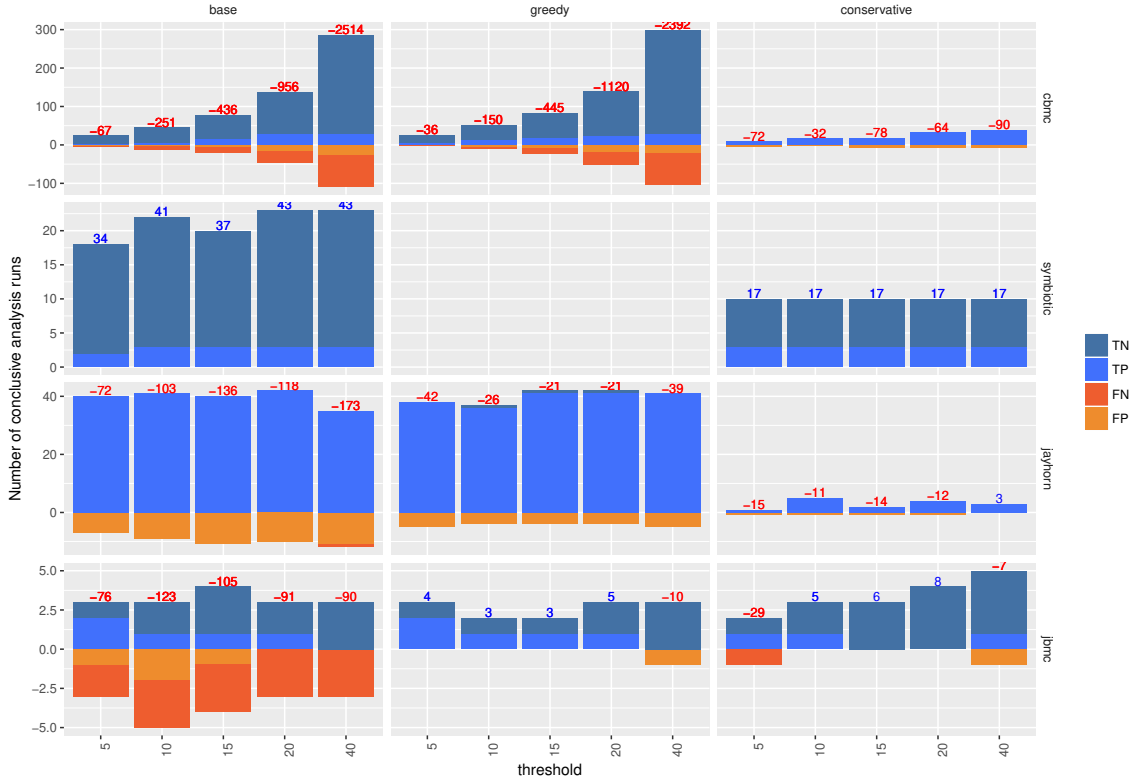 base greedy conservative
300
200
100
0
−100
−67 −251 −436 −956 −2514
−36 −150 −445 −1120 −2392
−72 −32 −78 −64 −90
cbmc
20
15
10
5
0
34 41 37 43 43
17 17 17 17 17
symbiotic
40
20
0
−72 −103 −136 −118 −173
−42 −26 −21 −21 −39
−15 −11 −14 −12 3
jayhorn
5.0
2.5
0.0
−2.5
−5.0
−76 −123 −105 −91 −90
4 3 3 5 −10
−29 5 6 8 −7
jbmc
5 10 15 20 40
5 10 15 20 40
5 10 15 20 40
threshold
Number of conclusive analysis runs
TN
TP
FN
FP